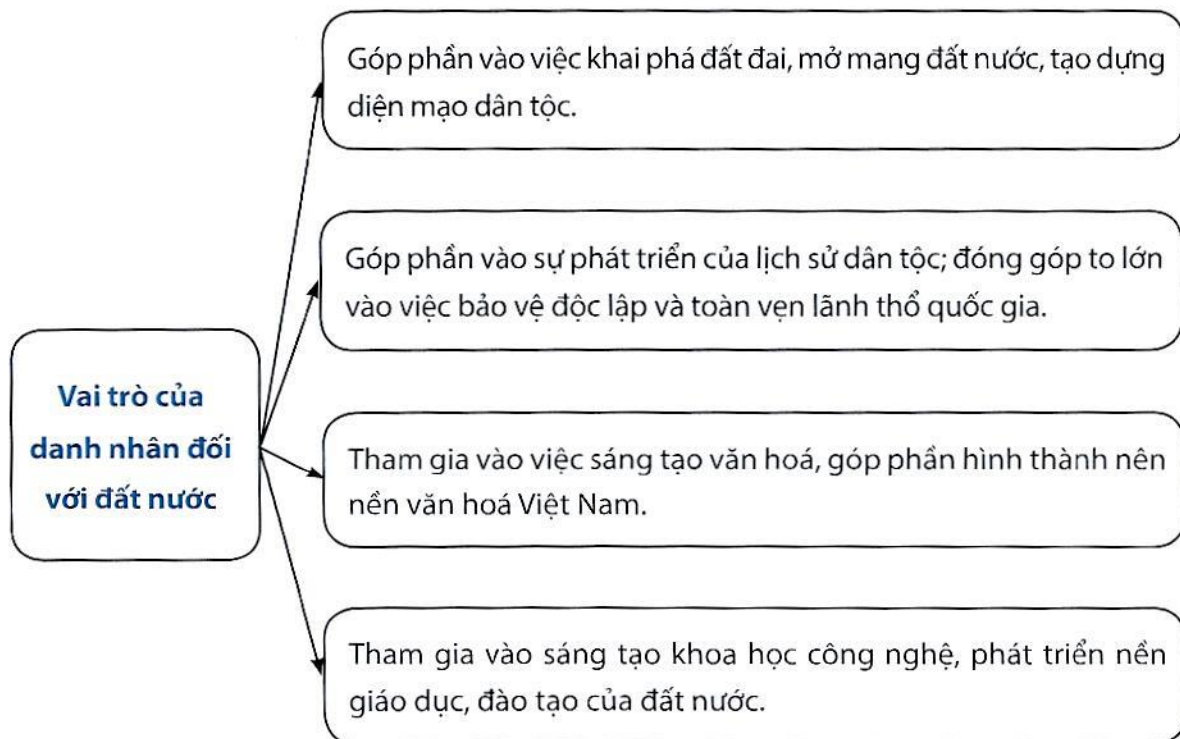 Góp phần vào việc khai phá đất đai, mở mang đất nước, tạo dựng
diện mạo dân tộc.
Góp phần vào sự phát triển của lịch sử dân tộc; đóng góp to lớn
vào việc bảo vệ độc lập và toàn vẹn lãnh thổ quốc gia.
Vai trò của
danh nhân đối
với đất nước
Tham gia vào việc sáng tạo văn hoá, góp phần hình thành nên
nền văn hoá Việt Nam.
Tham gia vào sáng tạo khoa học công nghệ, phát triển nền
giáo dục, đào tạo của đất nước.